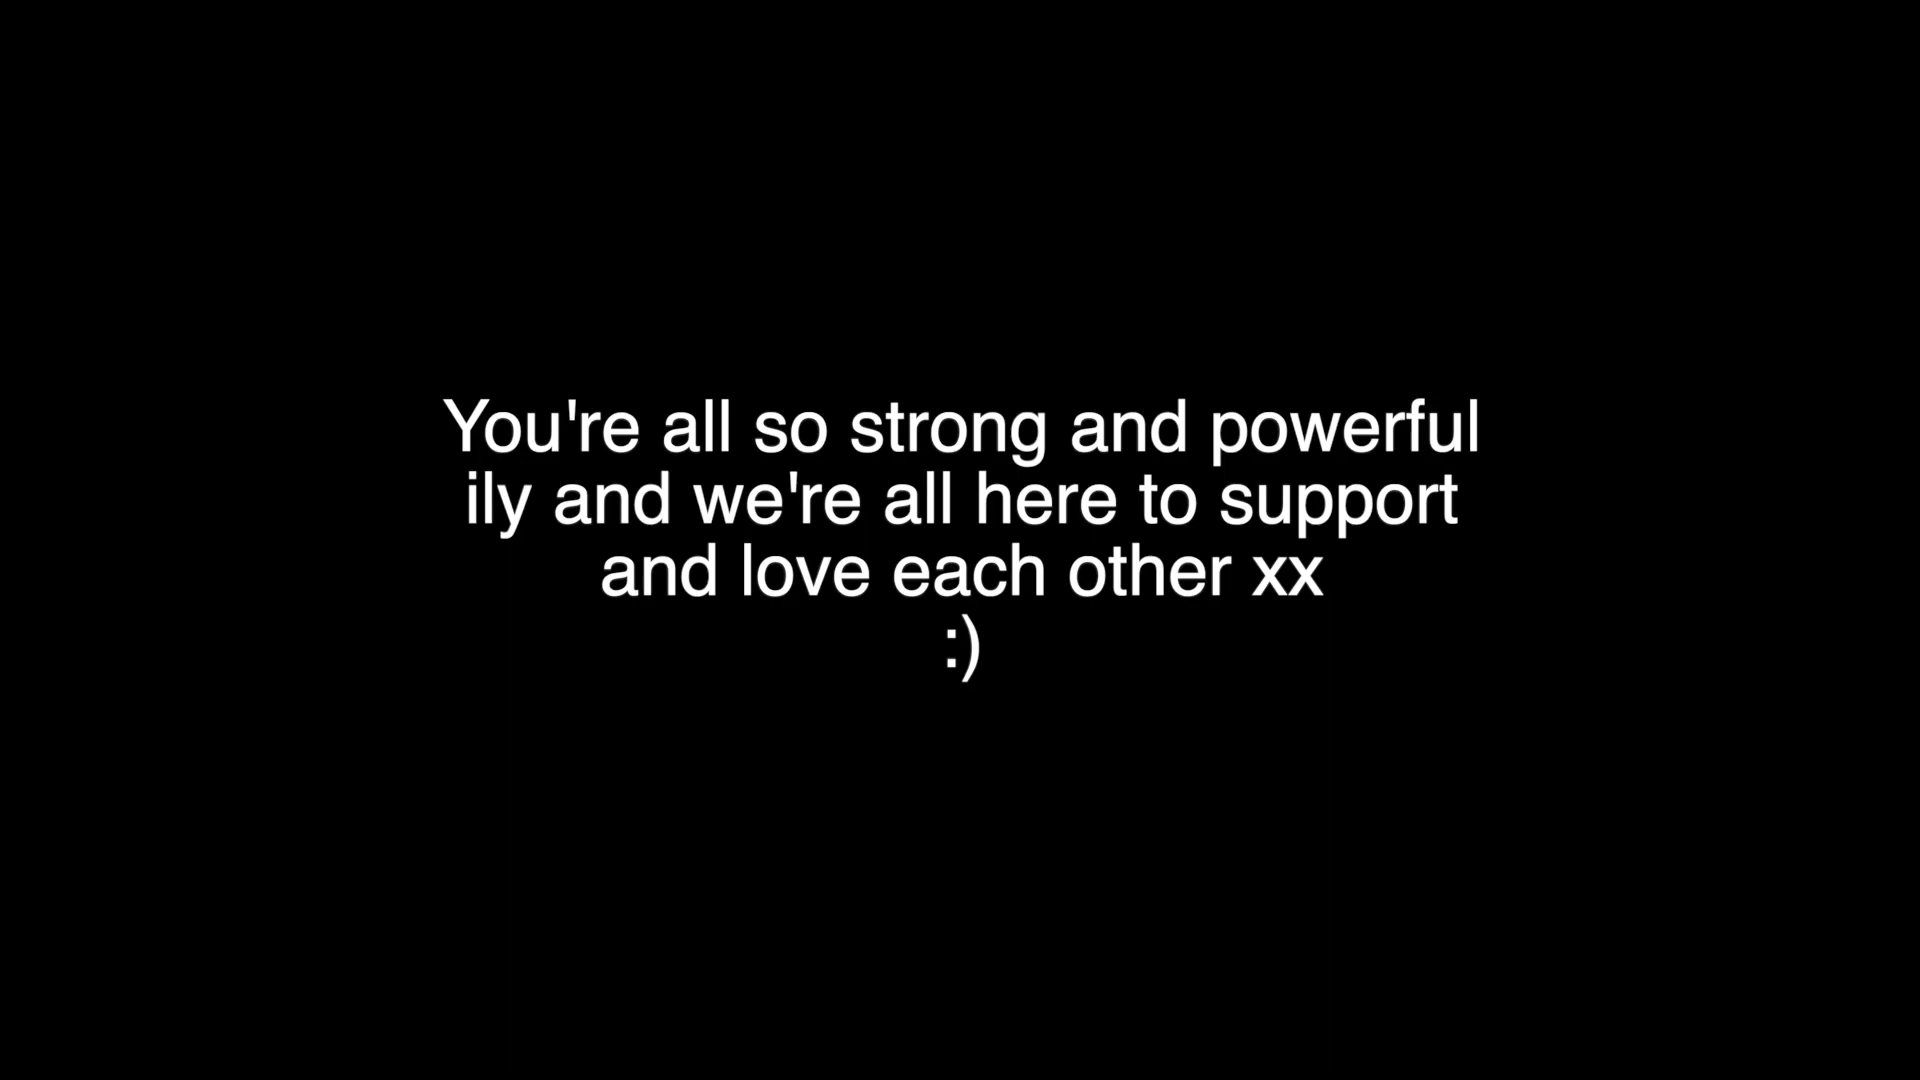 You're all so strong and powerful
ily and we're all here to support
and love each other xx
:)